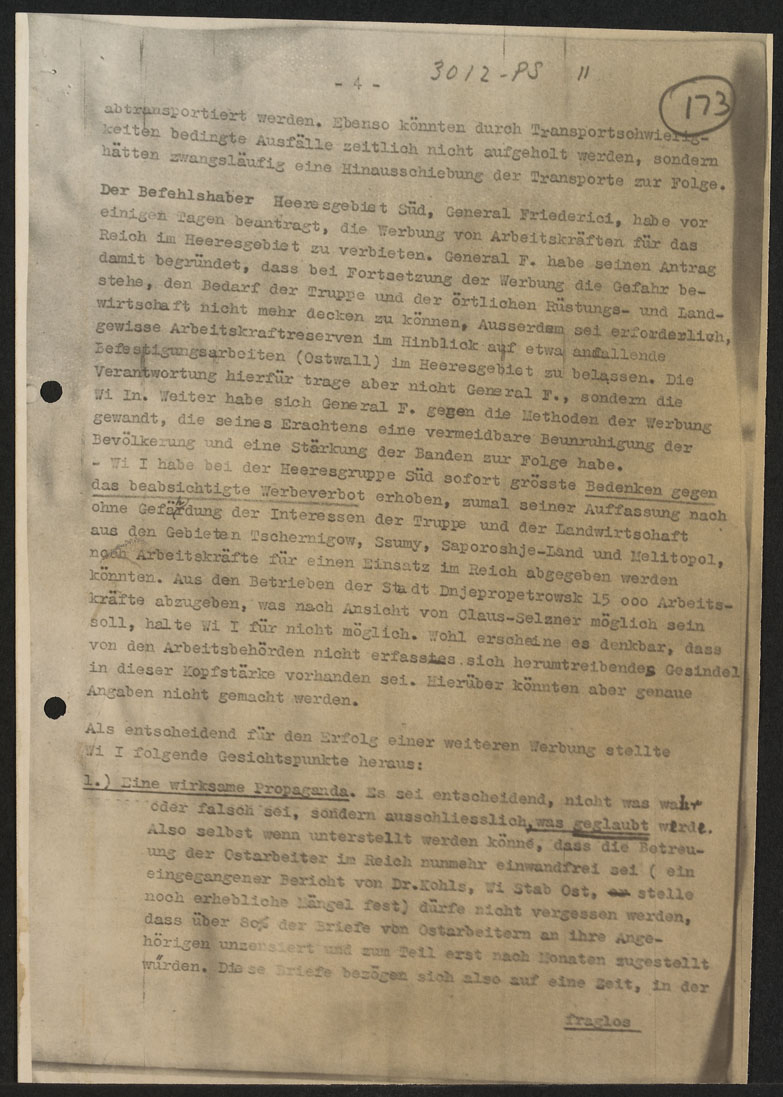 - 4 -
3012-PS 11
173
abtransportiert werden. Ebenso könnten durch Transportschwierig-
keiten bedingte Ausfälle zeitlich nicht aufgeholt werden, sondern
hätten zwangsläufig eine Hinausschiebung der Transporte zur Folge.
Der Befehlshaber Heeresgebiet Süd, General Friederici, habe vor
einigen Tagen beantragt, die Werbung von Arbeitskräften für das
Reich im Heeresgebiet zu verbieten. General F. habe seinen Antrag
damit begründet, dass bei Fortsetzung der Werbung die Gefahr be-
stehe, den Bedarf der Truppe und der örtlichen Rüstungs- und Land-
wirtschaft nicht mehr decken zu können, Ausserdem sei erforderlich,
gewisse Arbeitskraftreserven im Hinblick auf etwa anfallende
Befestigungsarbeiten (Ostwall) im Heeresgebiet zu belassen. Die
Verantwortung hierfür trage aber nicht General F., sondern die
Wi In. Weiter habe sich General F. gegen die Methoden der Werbung
gewandt, die seines Erachtens eine vermeidbare Beunruhigung der
Bevölkerung und eine Stärkung der Banden zur Folge habe.
- Wi I habe bei der Heeresgruppe Süd sofort grösste Bedenken gegen
das beabsichtigte Werbeverbot erhoben, zumal seiner Auffassung nach
ohne Gefährdung der Interessen der Truppe und der Landwirtschaft
aus den Gebieten Tschernigow, Ssumy, Saporoshje-Land und Melitopol,
noch Arbeitskräfte für einen Einsatz im Reich abgegeben werden
könnten. Aus den Betrieben der Stadt Dnjepropetrowsk 15 ooo Arbeits-
kräfte abzugeben, was nach Ansicht von Claus-Selzner möglich sein
soll, halte Wi I für nicht möglich. Wohl erscheine es denkbar, dass
von den Arbeitsbehörden nicht erfasstes sich herumtreibendes Gesindel
in dieser Kopfstärke vorhanden sei. Hierüber könnten aber genaue
Angaben nicht gemacht werden.
Als entscheidend für den Erfolg einer weiteren Werbung stellte
Wi I folgende Gesichtspunkte heraus:
1.) Eine wirksame Propaganda. Es sei entscheidend, nicht was wahr
oder falsch sei, sondern ausschliesslich, was geglaubt würde.
Also selbst wenn unterstellt werden könne, dass die Betreu-
ung der Ostarbeiter im Reich nunmehr einwandfrei sei ( ein
eingegangener Bericht von Dr.Kohls, Wi Stab Ost, stelle
noch erhebliche Mängel fest) dürfe nicht vergessen werden,
dass über 8o% der Briefe von Ostarbeitern an ihre Ange-
hörigen unzensiert und zum Teil erst nach Monaten zugestellt
würden. Diese Briefe bezögen sich also auf eine Zeit, in der
fraglos